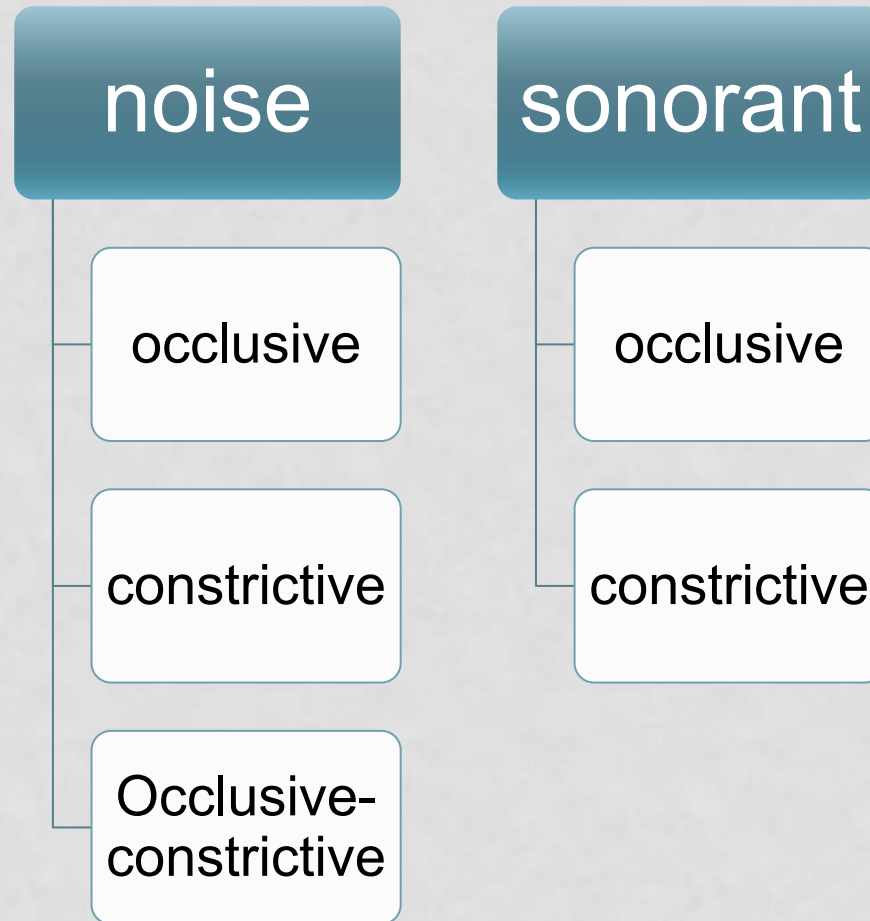 noise
occlusive
constrictive
Occlusive-
constrictive
sonorant
occlusive
constrictive